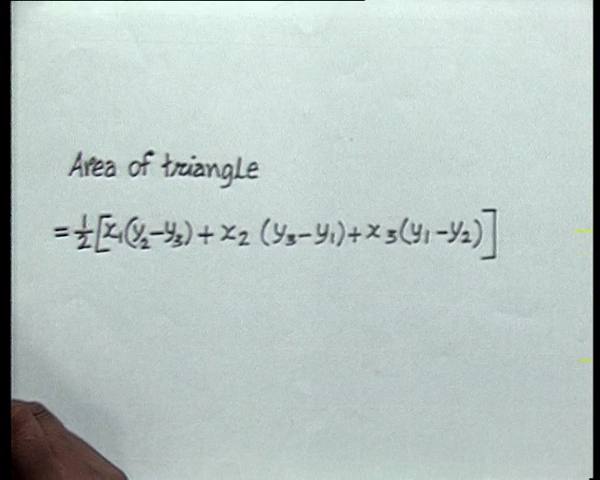 Area of triangle
= 1/2 [x₁(y₂-y₃) + x₂ (y₃-y₁) + x₃(y₁-y₂)]